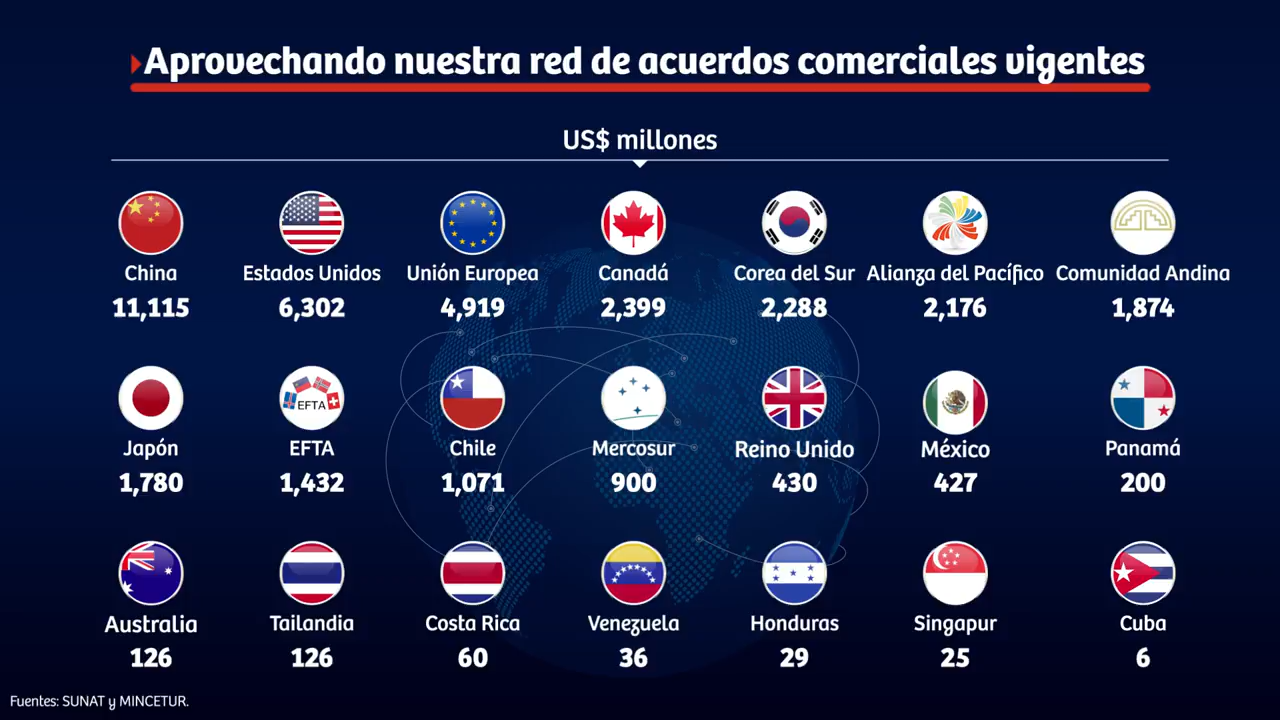 Aprovechando nuestra red de acuerdos comerciales vigentes
US$ millones
China Estados Unidos Unión Europea Canadá Corea del Sur Alianza del Pacífico Comunidad Andina
11,115 6,302 4,919 2,399 2,288 2,176 1,874
EFTA
Japón EFTA Chile Mercosur Reino Unido México Panamá
1,780 1,432 1,071 900 430 427 200
Australia Tailandia Costa Rica Venezuela Honduras Singapur Cuba
126 126 60 36 29 25 6
Fuentes: SUNAT y MINCETUR.